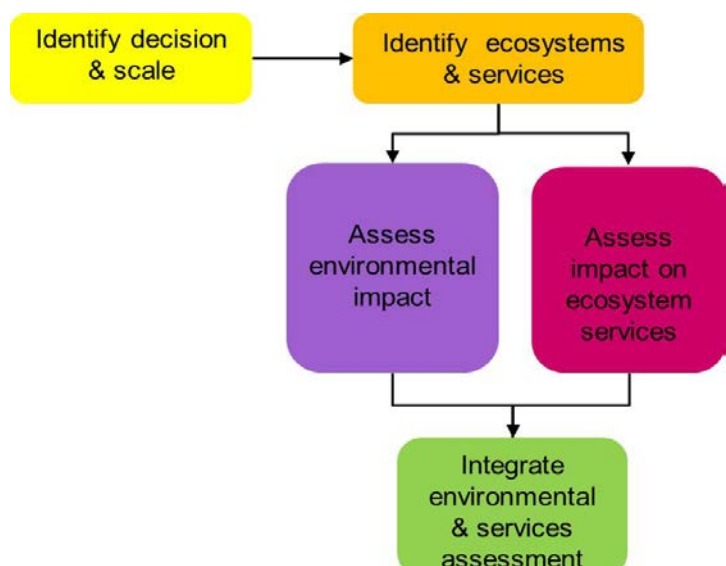 Identify decision
& scale
Identify ecosystems
& services
Assess
environmental
impact
Assess
impact on
ecosystem
services
Integrate
environmental
& services
assessment